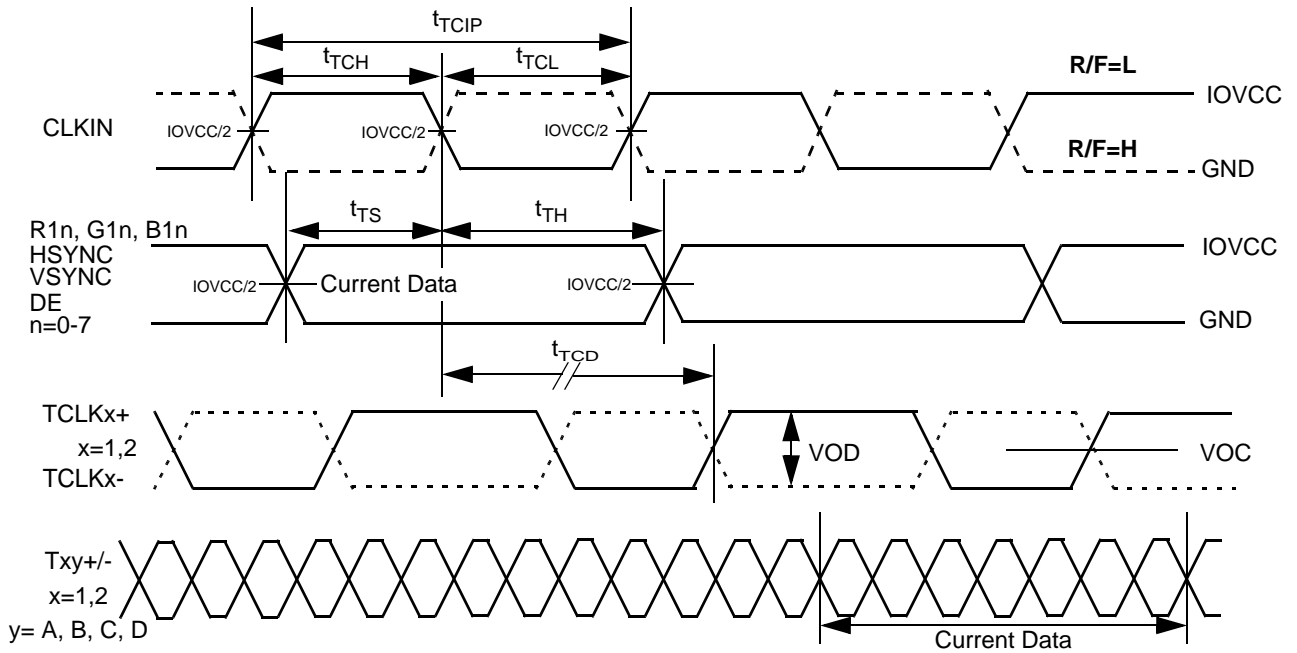 tTCIP
tTCH
tTCL
R/F=L
IOVCC
CLKIN
IOVCC/2
IOVCC/2
IOVCC/2
R/F=H
GND
tTS
tTH
R1n, G1n, B1n
HSYNC
VSYNC
DE
n=0-7
IOVCC
IOVCC/2
Current Data
IOVCC/2
GND
tTCD
TCLKx+
x=1,2
TCLKx-
VOD
VOC
Txy+/-
x=1,2
y= A, B, C, D
Current Data